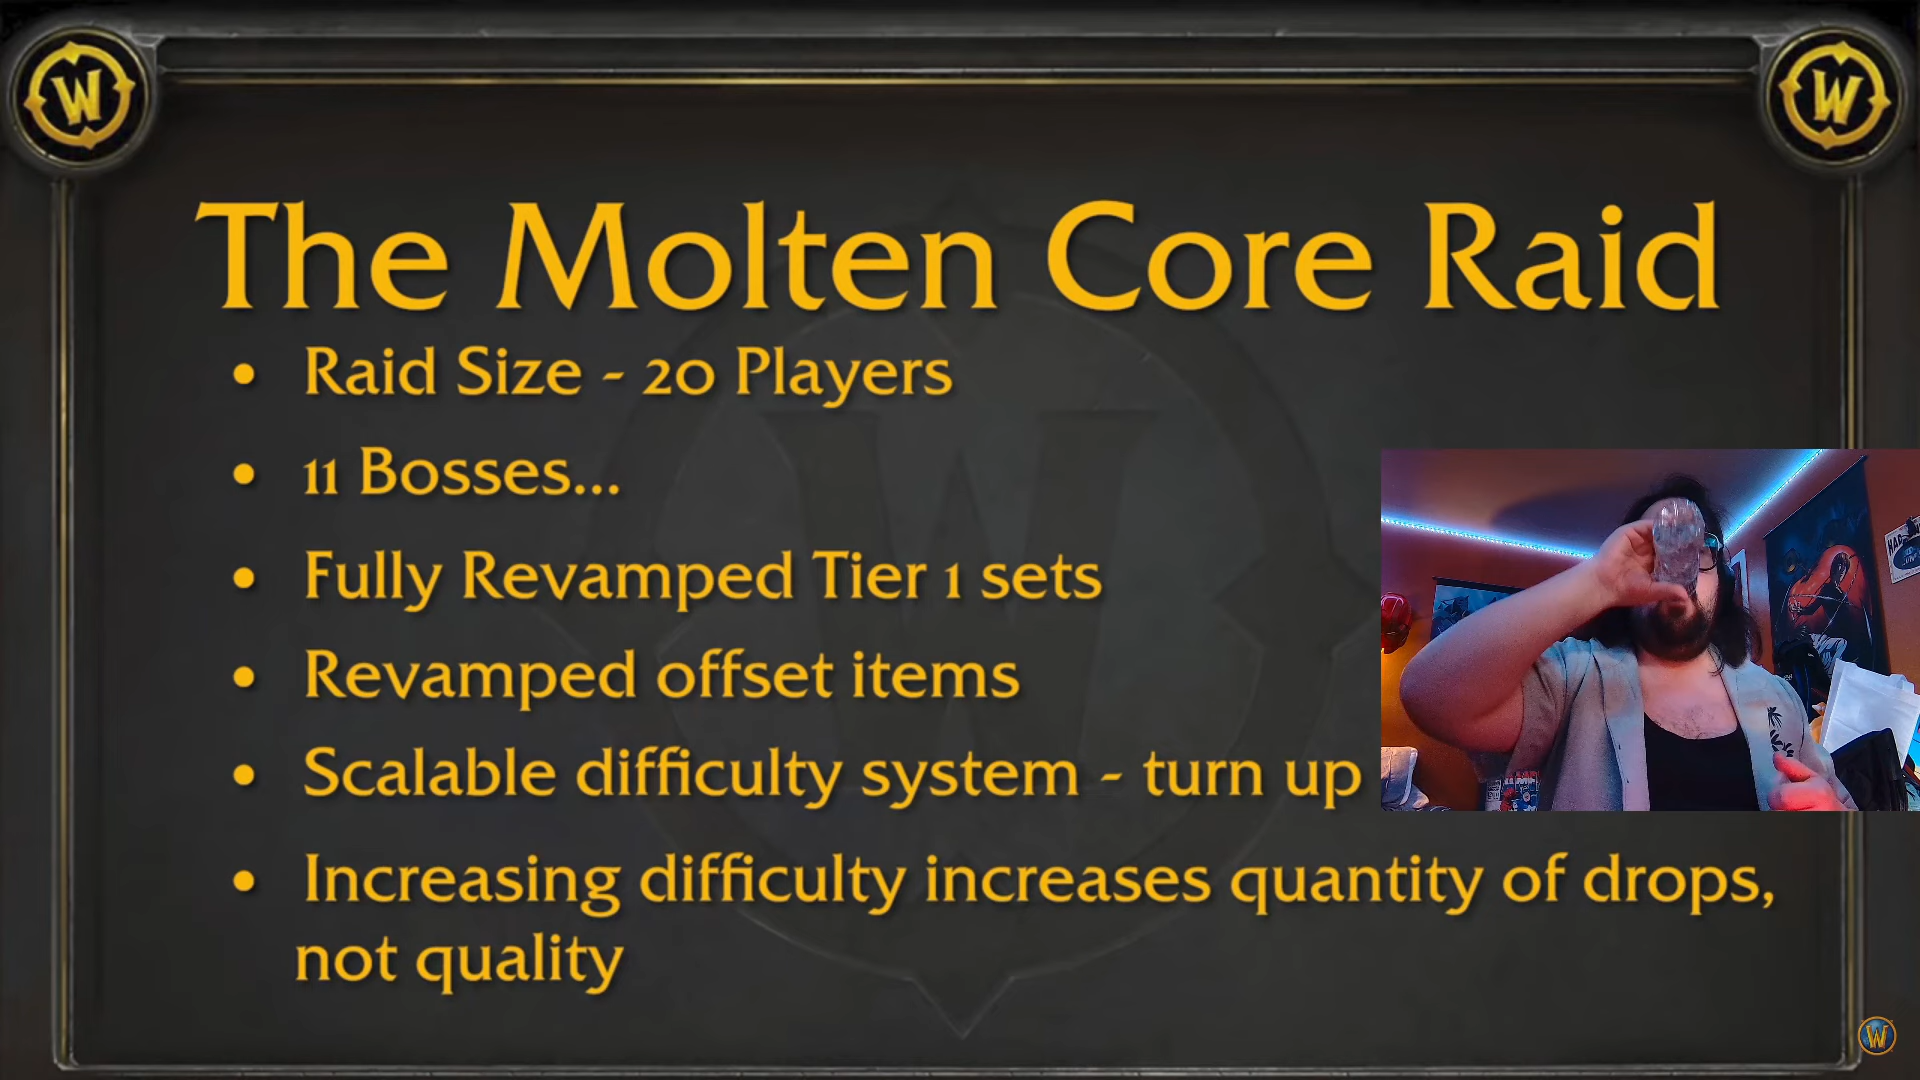 The Molten Core Raid
• Raid Size - 20 Players
• 11 Bosses...
• Fully Revamped Tier 1 sets
• Revamped offset items
• Scalable difficulty system - turn up
• Increasing difficulty increases quantity of drops,
not quality